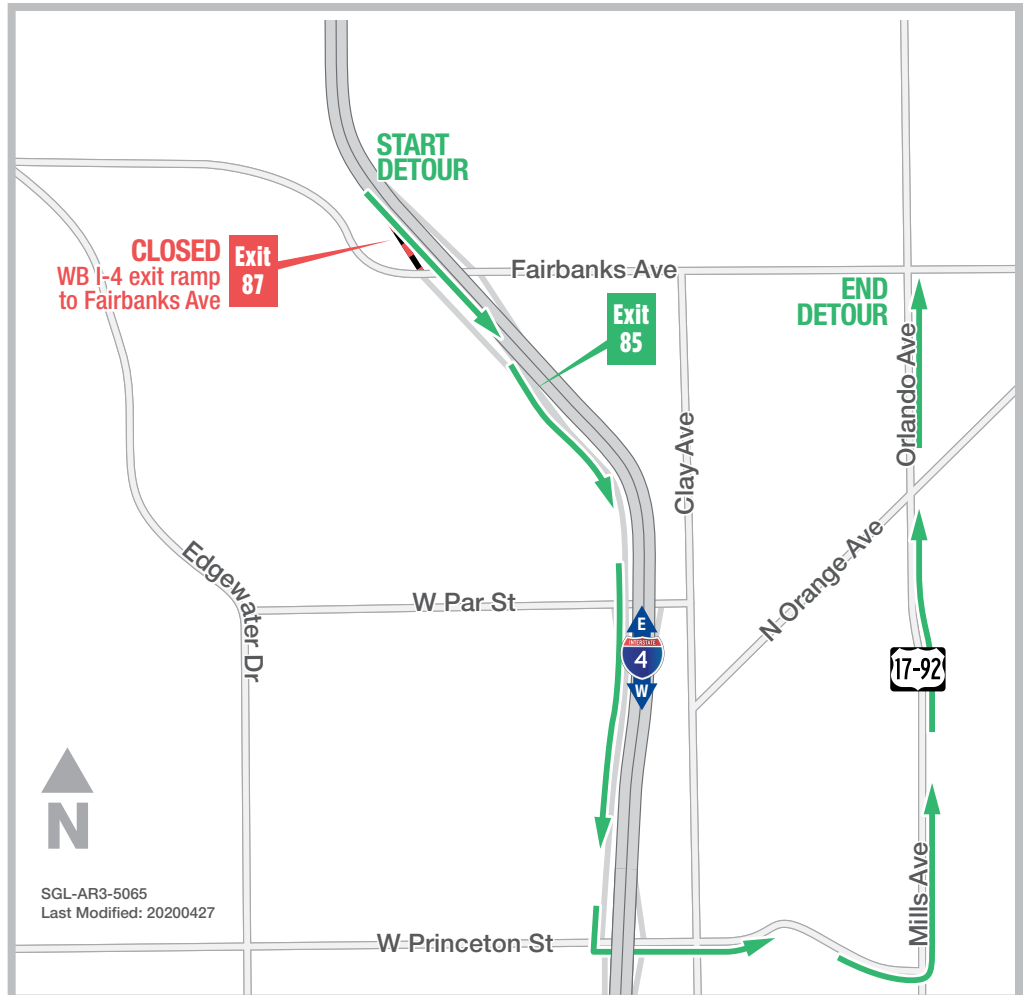 START
DETOUR
CLOSED
WB I-4 exit ramp
to Fairbanks Ave
Exit
87
Fairbanks Ave
END
DETOUR
Exit
85
Orlando Ave
Clay Ave
N Orange Ave
Edgewater Dr
W Par St
E
INTERSTATE
4
W
17-92
N
Mills Ave
SGL-AR3-5065
Last Modified: 20200427
W Princeton St